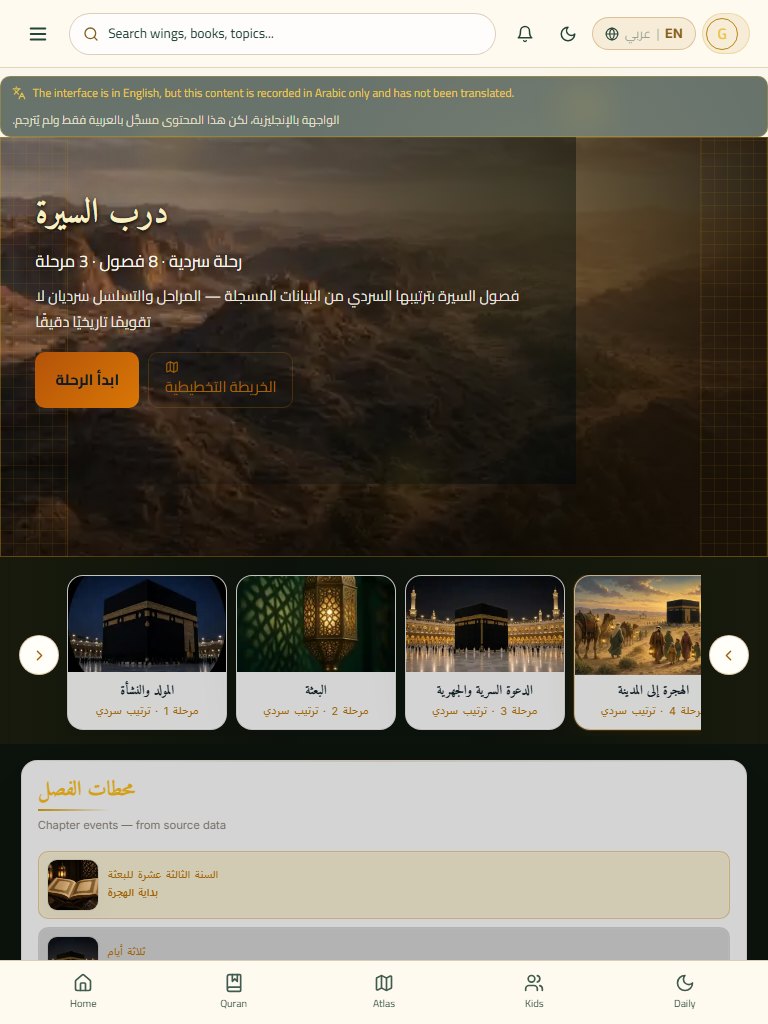 Search wings, books, topics...
عربي | EN
G
The interface is in English, but this content is recorded in Arabic only and has not been translated.
الواجهة بالإنجليزية، لكن هذا المحتوى مسجَّل بالعربية فقط ولم يُترجم.
درب السيرة
رحلة سردية · 8 فصول · 3 مرحلة
فصول السيرة بترتيبها السردي من البيانات المسجلة — المراحل والتسلسل سرديان لا
تقويمًا تاريخيًا دقيقًا
ابدأ الرحلة
الخريطة التخطيطية
المولد والنشأة
مرحلة 1 · ترتيب سردي
البعثة
مرحلة 2 · ترتيب سردي
الدعوة السرية والجهرية
مرحلة 3 · ترتيب سردي
الهجرة إلى المدينة
مرحلة 4 · ترتيب سردي
محطات الفصل
Chapter events — from source data
السنة الثالثة عشرة للبعثة
بداية الهجرة
ثلاثة أيام
Home
Quran
Atlas
Kids
Daily